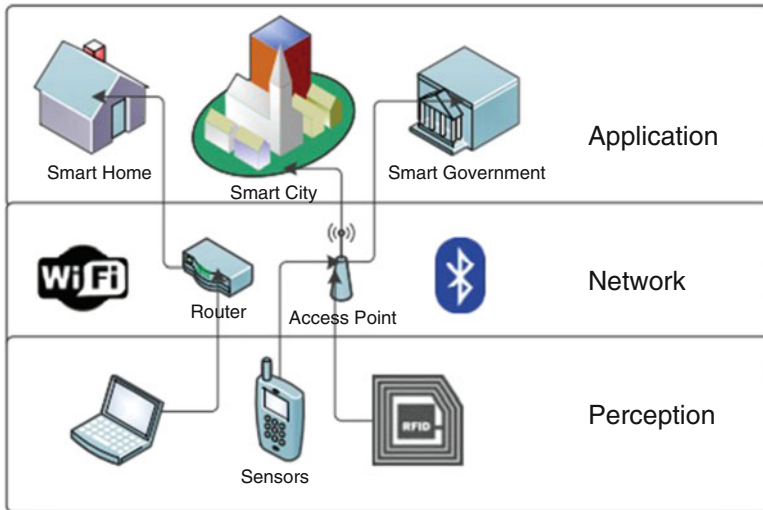 Smart Home
Smart City
Smart Government
Application
WiFi
Router
Access Point
Network
RFID
Sensors
Perception